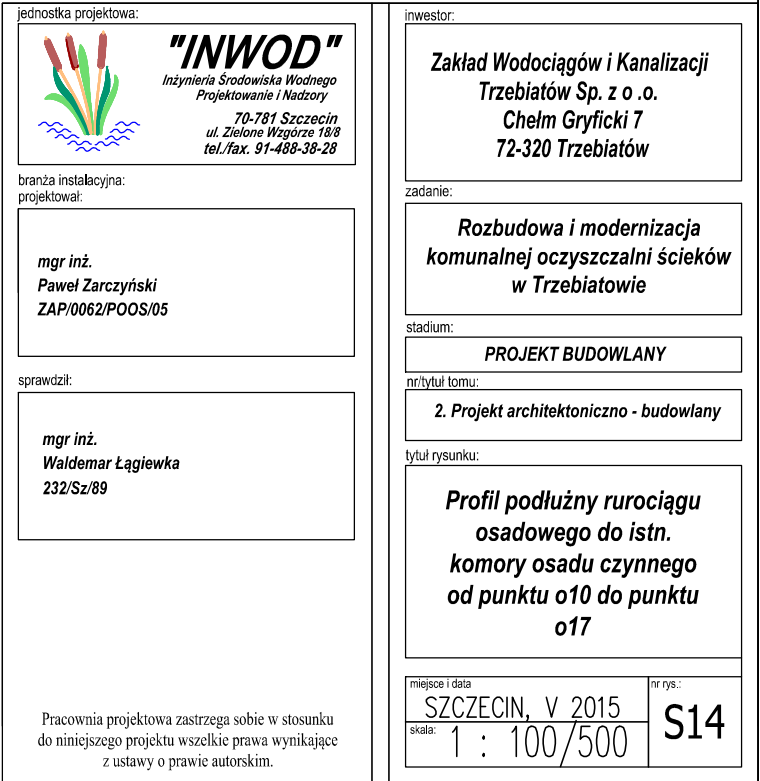 jednostka projektowa:
"INWOD"
Inżynieria Środowiska Wodnego
Projektowanie i Nadzory
70-781 Szczecin
ul. Zielone Wzgórze 18/8
tel./fax. 91-488-38-28
branża instalacyjna:
projektował:
mgr inż.
Paweł Zarczyński
ZAP/0062/POOS/05
sprawdził:
mgr inż.
Waldemar Łągiewka
232/Sz/89
Pracownia projektowa zastrzega sobie w stosunku
do niniejszego projektu wszelkie prawa wynikające
z ustawy o prawie autorskim.
inwestor:
Zakład Wodociągów i Kanalizacji
Trzebiatów Sp. z o .o.
Chełm Gryficki 7
72-320 Trzebiatów
zadanie:
Rozbudowa i modernizacja
komunalnej oczyszczalni ścieków
w Trzebiatowie
stadium:
PROJEKT BUDOWLANY
nr/tytuł tomu:
2. Projekt architektoniczno - budowlany
tytuł rysunku:
Profil podłużny rurociągu
osadowego do istn.
komory osadu czynnego
od punktu o10 do punktu
o17
miejsce i data
SZCZECIN, V 2015
skala: 1 : 100/500
nr rys.:
S14